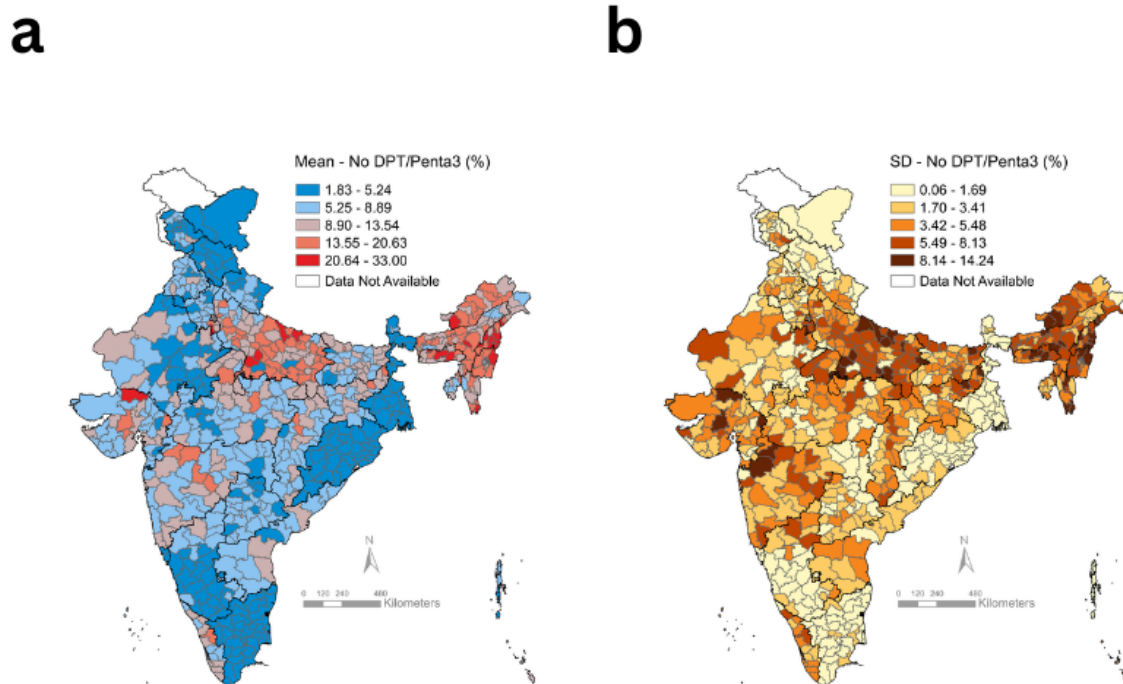 a
b
Mean - No DPT/Penta3 (%)
1.83 - 5.24
5.25 - 8.89
8.90 - 13.54
13.55 - 20.63
20.64 - 33.00
Data Not Available
N
0 120 240 480
Kilometers
SD - No DPT/Penta3 (%)
0.06 - 1.69
1.70 - 3.41
3.42 - 5.48
5.49 - 8.13
8.14 - 14.24
Data Not Available
N
0 120 240 480
Kilometers